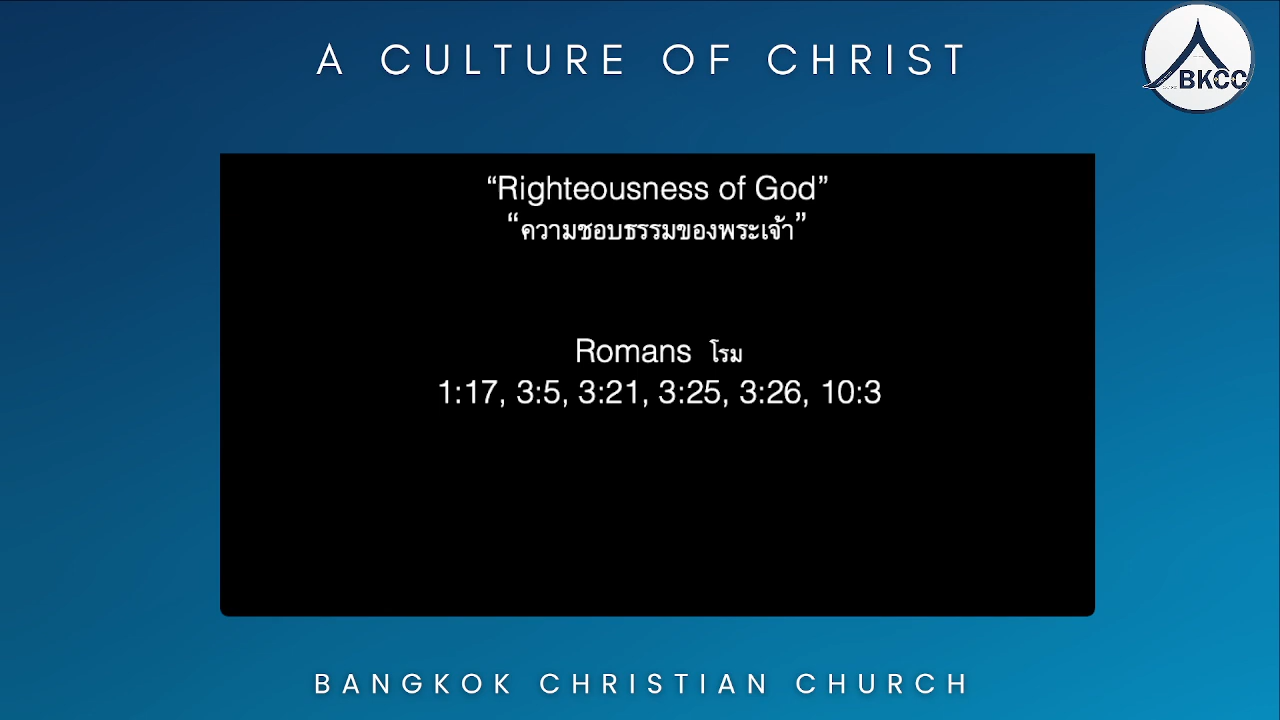 A CULTURE OF CHRIST
BKCC
“Righteousness of God”
“ความชอบธรรมของพระเจ้า”
Romans โรม
1:17, 3:5, 3:21, 3:25, 3:26, 10:3
BANGKOK CHRISTIAN CHURCH